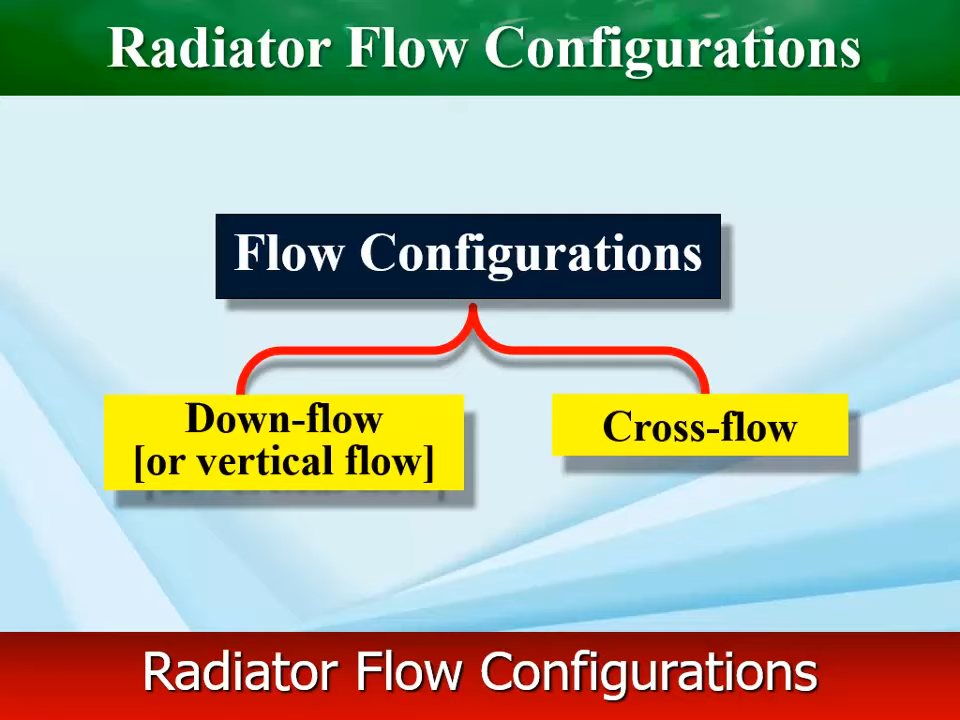 Radiator Flow Configurations
Flow Configurations
Down-flow
[or vertical flow]
Cross-flow
Radiator Flow Configurations